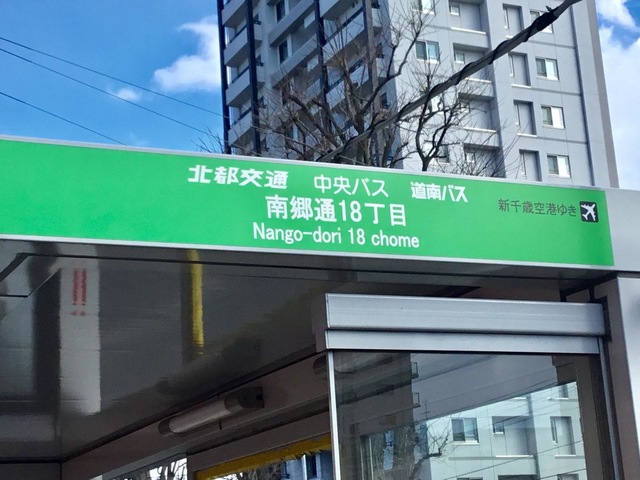 北都交通 中央バス 道南バス
南郷通18丁目
Nango-dori 18 chome
新千歳空港ゆき